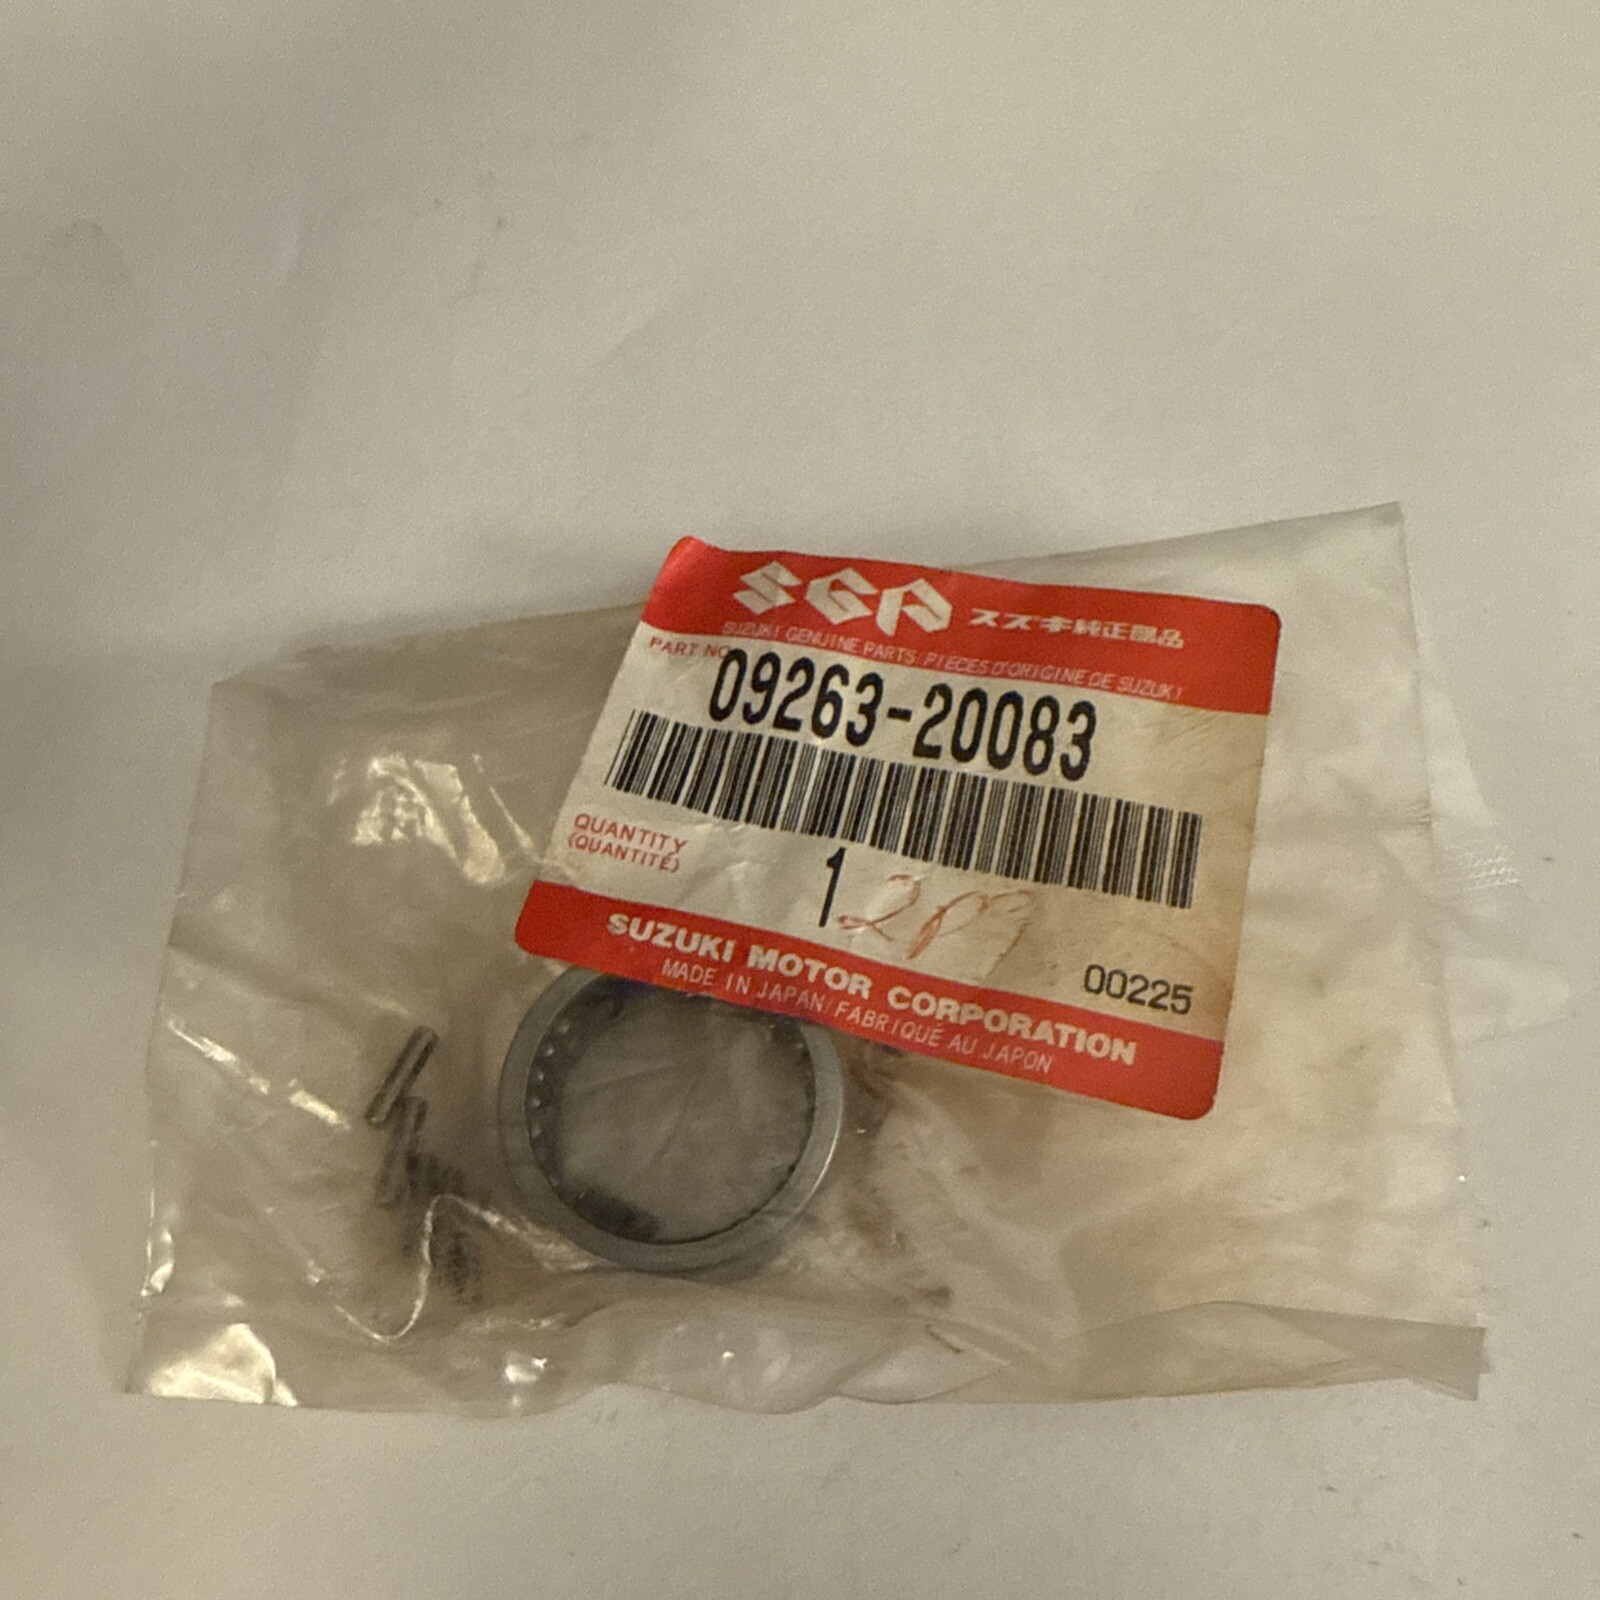 SGP スズキ純正部品
SUZUKI GENUINE PARTS/PIÈCES D'ORIGINE DE SUZUKI
PART NO.
09263-20083
QUANTITY
(QUANTITÉ)
1
00225
SUZUKI MOTOR CORPORATION
MADE IN JAPAN/FABRIQUÉ AU JAPON